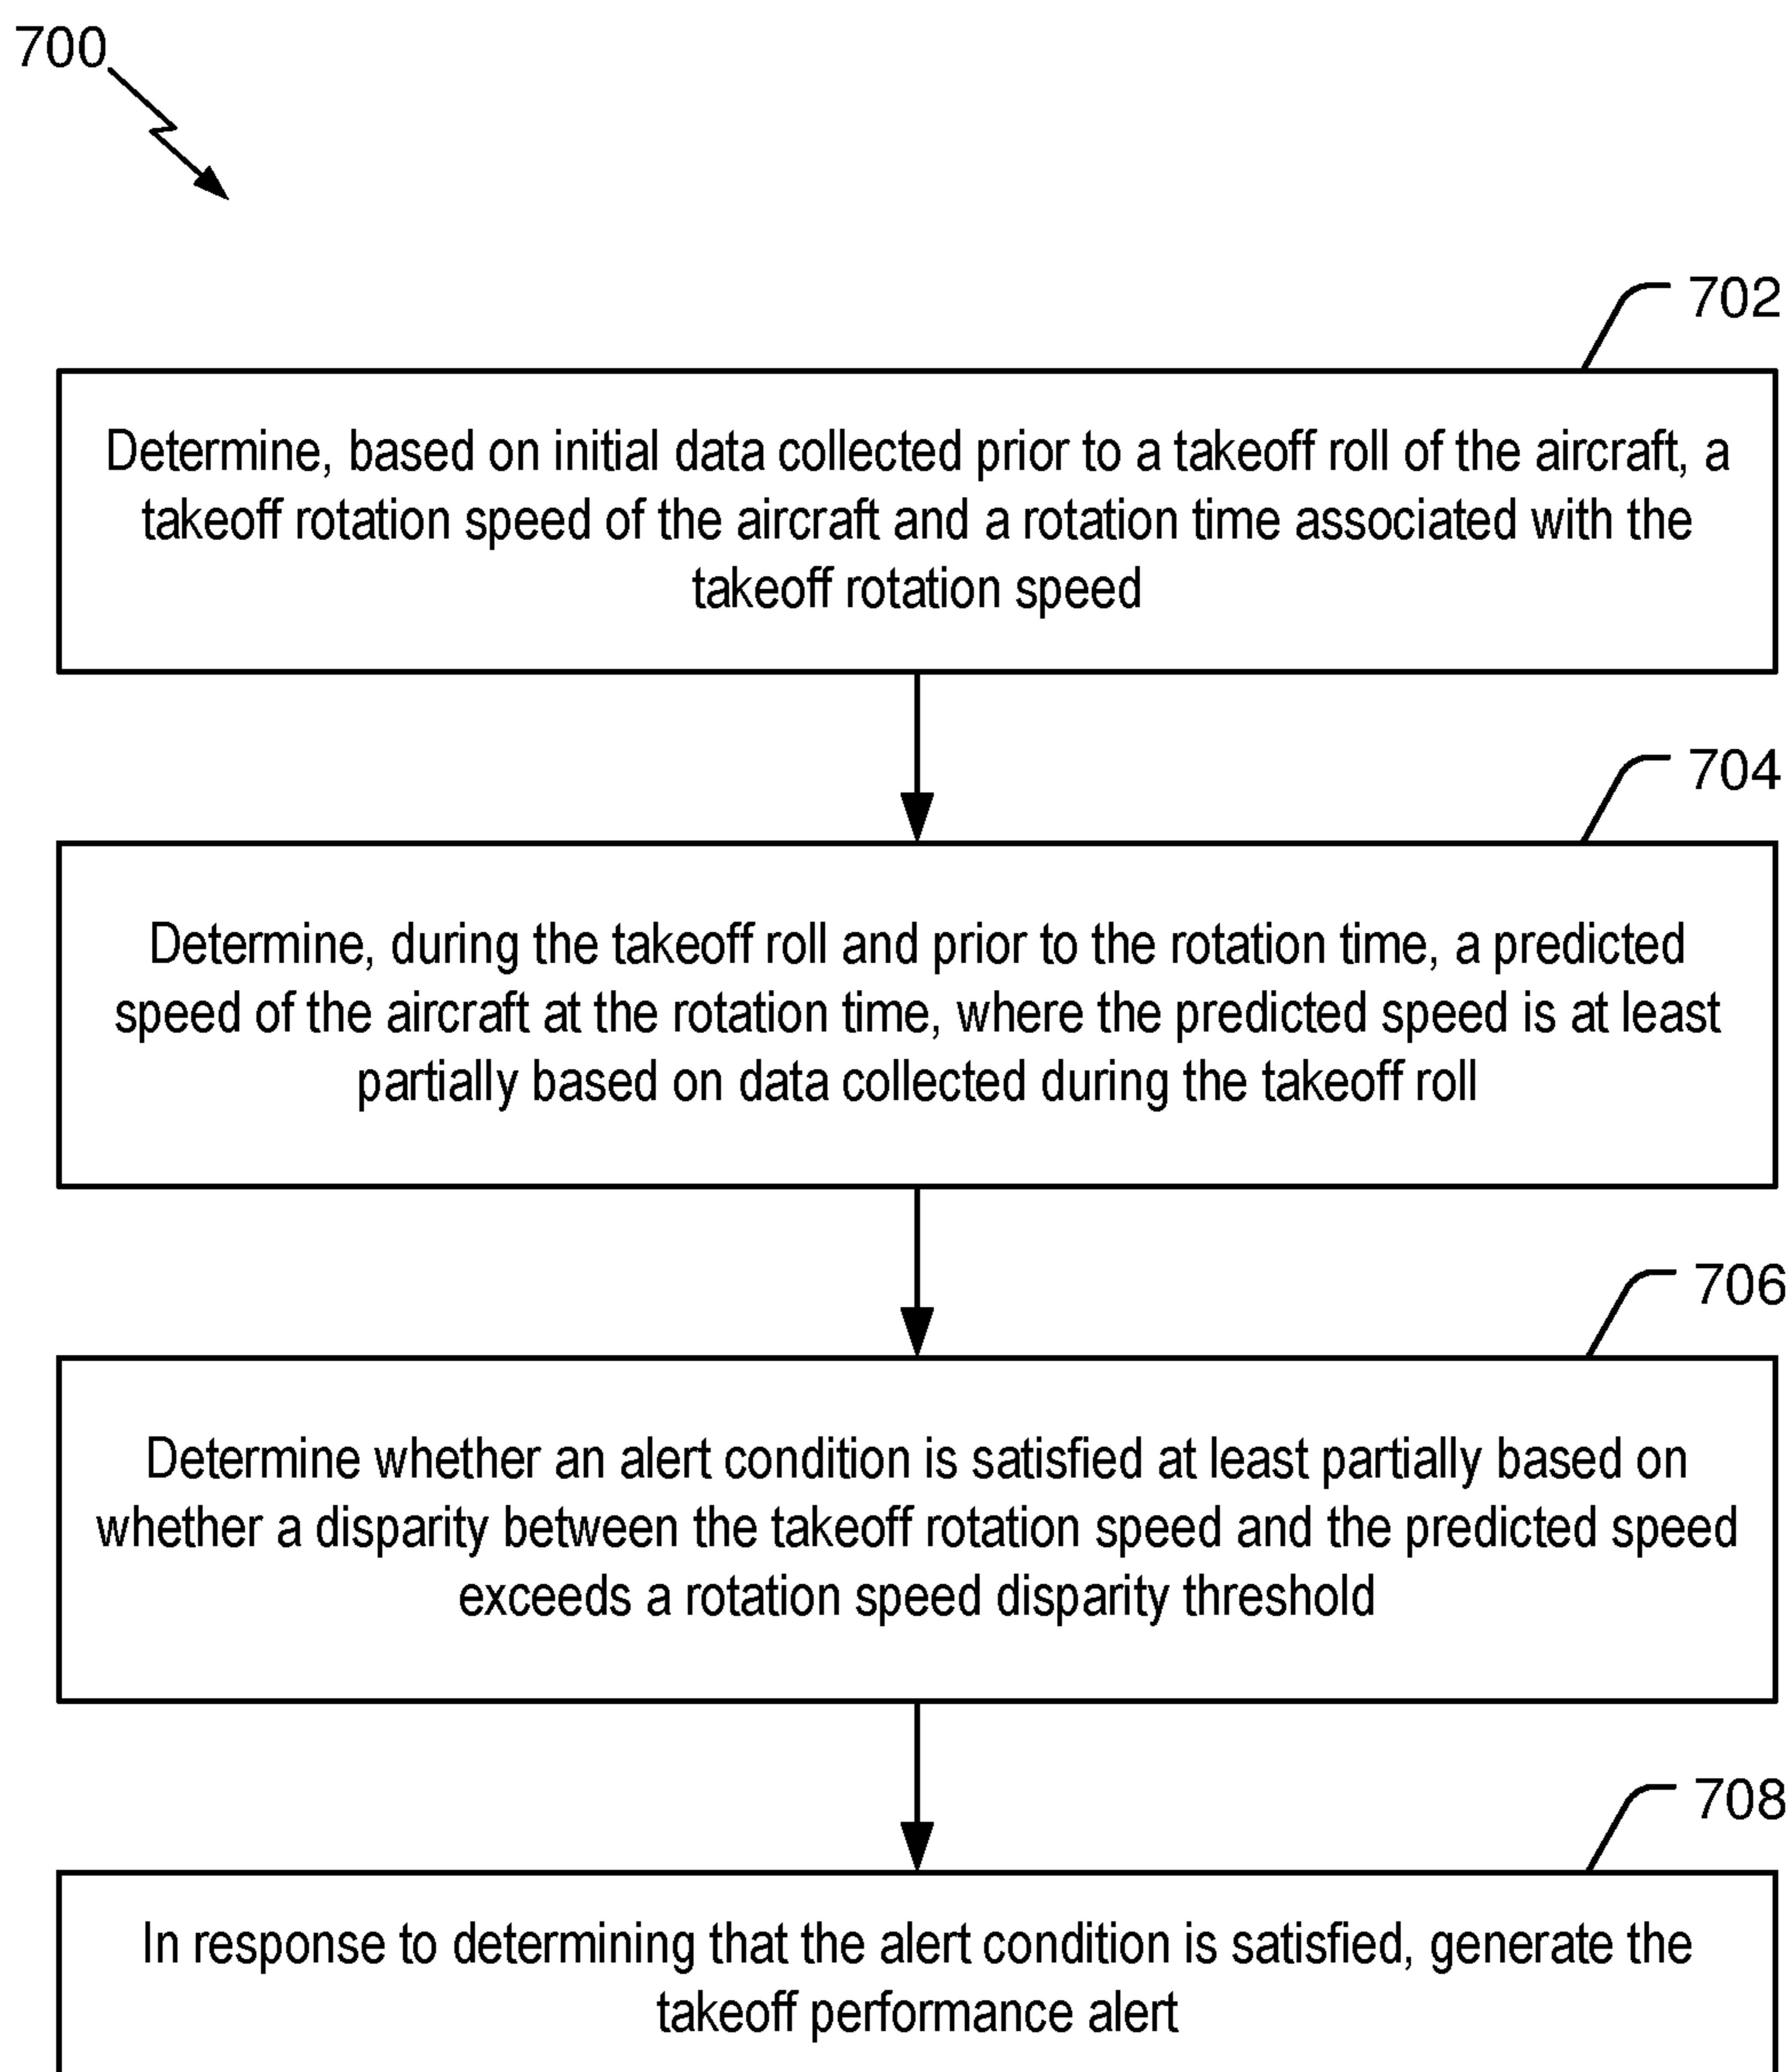 700
702
Determine, based on initial data collected prior to a takeoff roll of the aircraft, a
takeoff rotation speed of the aircraft and a rotation time associated with the
takeoff rotation speed
704
Determine, during the takeoff roll and prior to the rotation time, a predicted
speed of the aircraft at the rotation time, where the predicted speed is at least
partially based on data collected during the takeoff roll
706
Determine whether an alert condition is satisfied at least partially based on
whether a disparity between the takeoff rotation speed and the predicted speed
exceeds a rotation speed disparity threshold
708
In response to determining that the alert condition is satisfied, generate the
takeoff performance alert